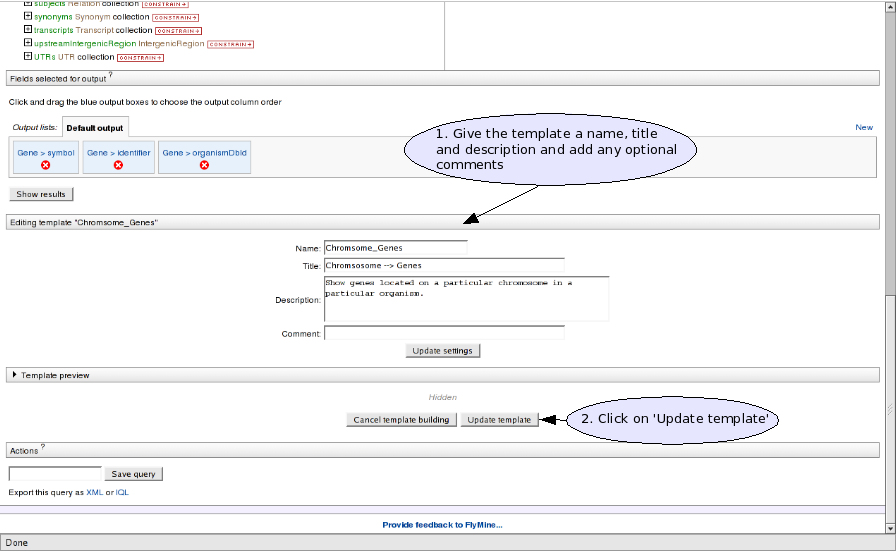 subjects Relation collection CONSTRAIN→
synonyms Synonym collection CONSTRAIN→
transcripts Transcript collection CONSTRAIN→
upstreamIntergenicRegion IntergenicRegion CONSTRAIN→
UTRs UTR collection CONSTRAIN→
Fields selected for output ?
Click and drag the blue output boxes to choose the output column order
Output lists: Default output New
Gene > symbol Gene > identifier Gene > organismDbId
Show results
1. Give the template a name, title
and description and add any optional
comments
Editing template "Chromsome_Genes"
Name: Chromsome_Genes
Title: Chromsosome --> Genes
Description: Show genes located on a particular chromosome in a
particular organism.
Comment:
Update settings
Template preview
Hidden
Cancel template building Update template
2. Click on 'Update template'
Actions ?
Save query
Export this query as XML or IQL
Provide feedback to FlyMine...
Done